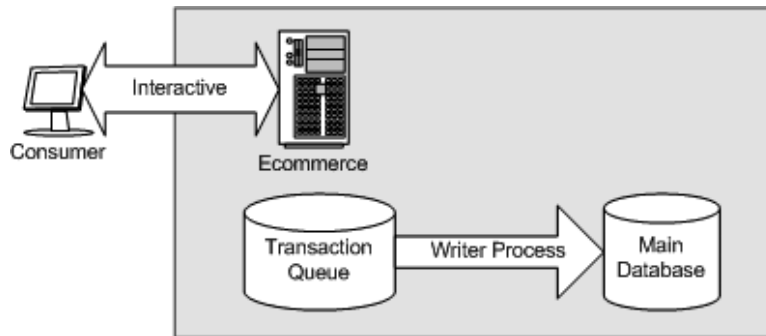 Interactive
Consumer
Ecommerce
Transaction
Queue
Writer Process
Main
Database